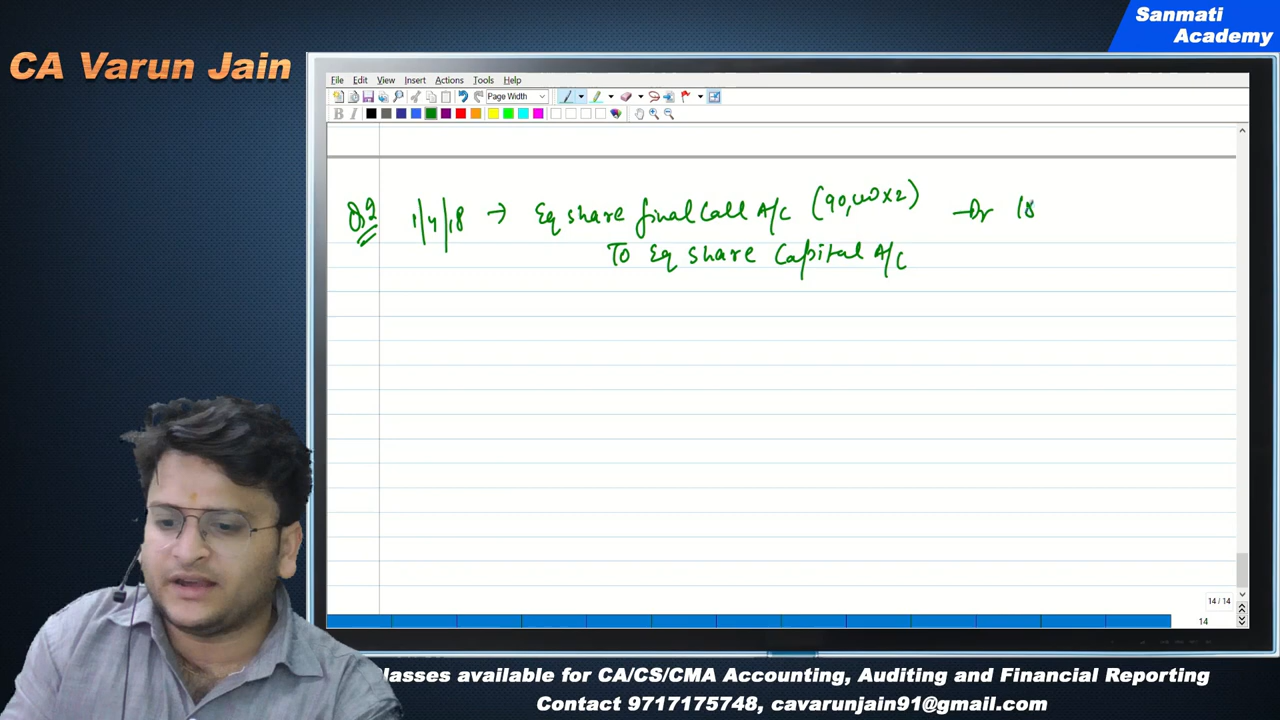 Sanmati
Academy
CA Varun Jain
File Edit View Insert Actions Tools Help
Page Width
B I
Q.2 1/4/18 → Eq share final Call A/c (90,000x2) Dr 18
To Eq share Capital A/c
14 / 14
14
lasses available for CA/CS/CMA Accounting, Auditing and Financial Reporting
Contact 9717175748, cavarunjain91@gmail.com